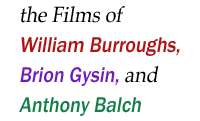 the Films of
William Burroughs,
Brion Gysin, and
Anthony Balch